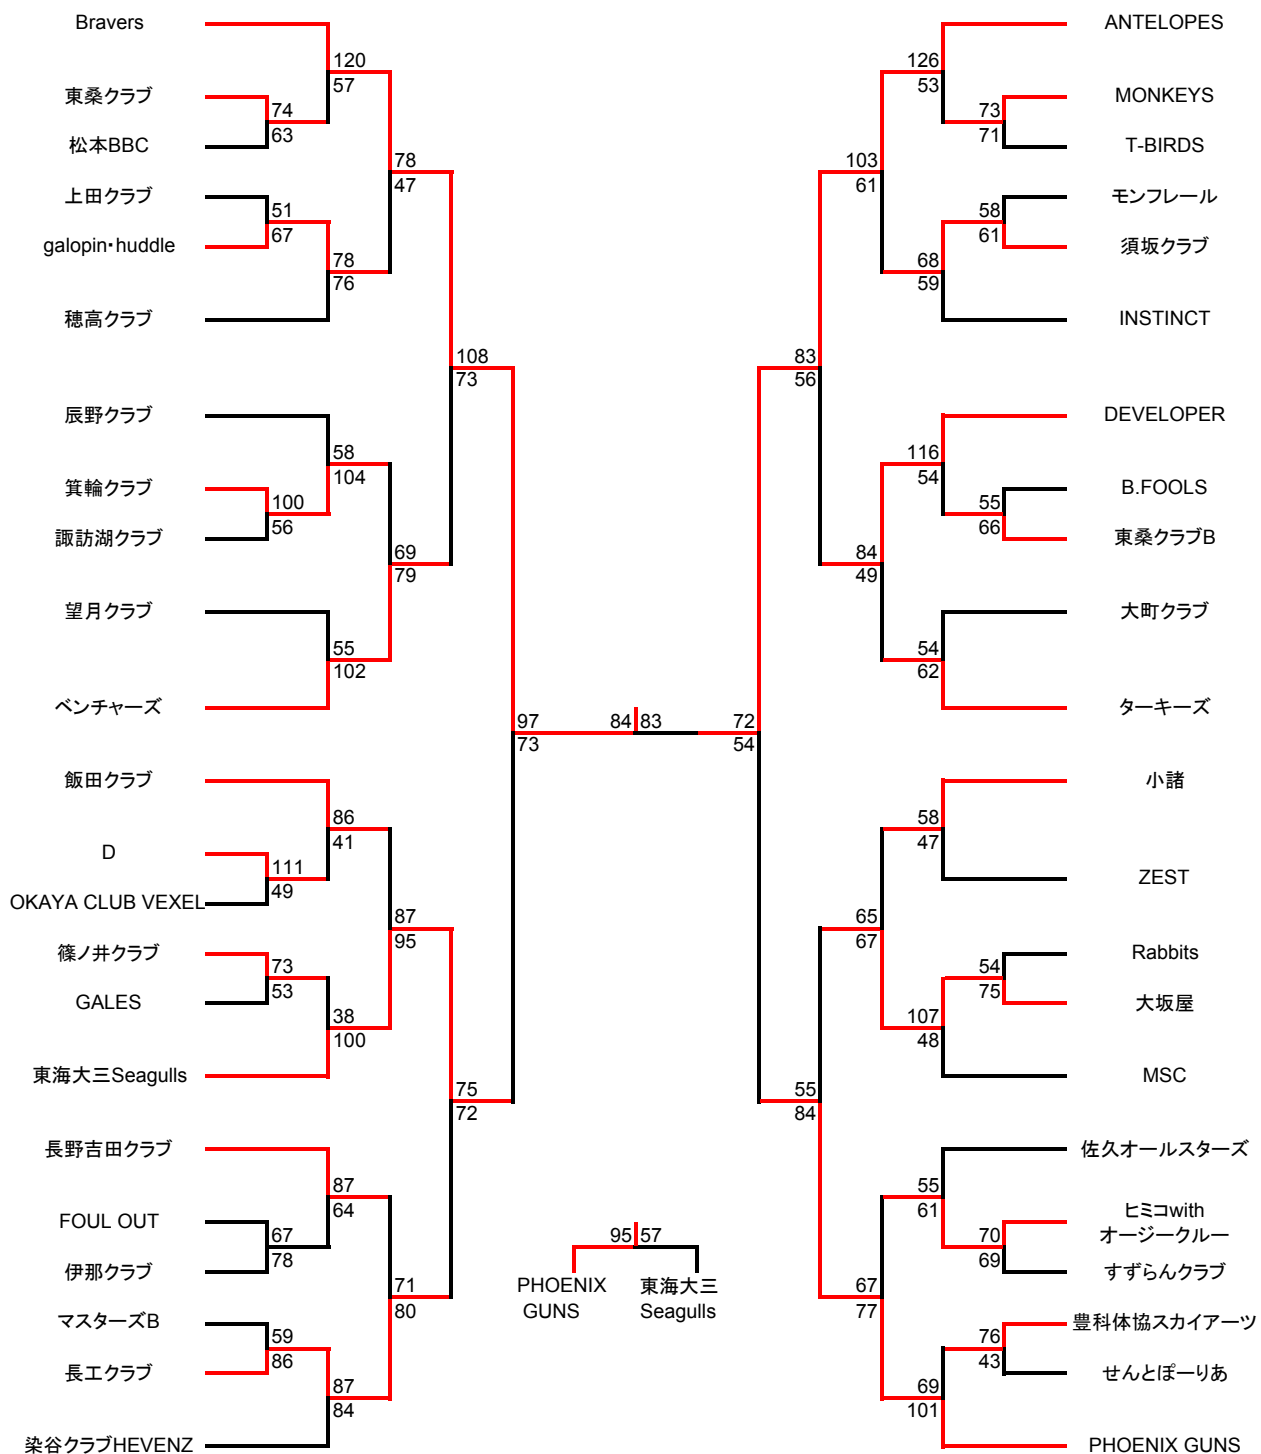 Bravers
120
57
東桑クラブ
74
63
松本BBC
78
47
上田クラブ
51
67
galopin・huddle
78
76
穂高クラブ
108
73
辰野クラブ
58
104
箕輪クラブ
100
56
諏訪湖クラブ
69
79
望月クラブ
55
102
ベンチャーズ
97
73
飯田クラブ
86
41
D
111
49
OKAYA CLUB VEXEL
87
95
篠ノ井クラブ
73
53
GALES
38
100
東海大三Seagulls
75
72
長野吉田クラブ
87
64
FOUL OUT
67
78
伊那クラブ
71
80
マスターズB
59
86
長工クラブ
87
84
染谷クラブHEVENZ
84 83
95 57
PHOENIX
GUNS
東海大三
Seagulls
ANTELOPES
126
53
MONKEYS
73
71
T-BIRDS
103
61
モンフレール
58
61
須坂クラブ
68
59
INSTINCT
83
56
DEVELOPER
116
54
B.FOOLS
55
66
東桑クラブB
84
49
大町クラブ
54
62
ターキーズ
72
54
小諸
58
47
ZEST
65
67
Rabbits
54
75
大坂屋
107
48
MSC
55
84
佐久オールスターズ
55
61
ヒミコwith
オージークルー
70
69
すずらんクラブ
67
77
豊科体協スカイアーツ
76
43
せんとぽーりあ
69
101
PHOENIX GUNS